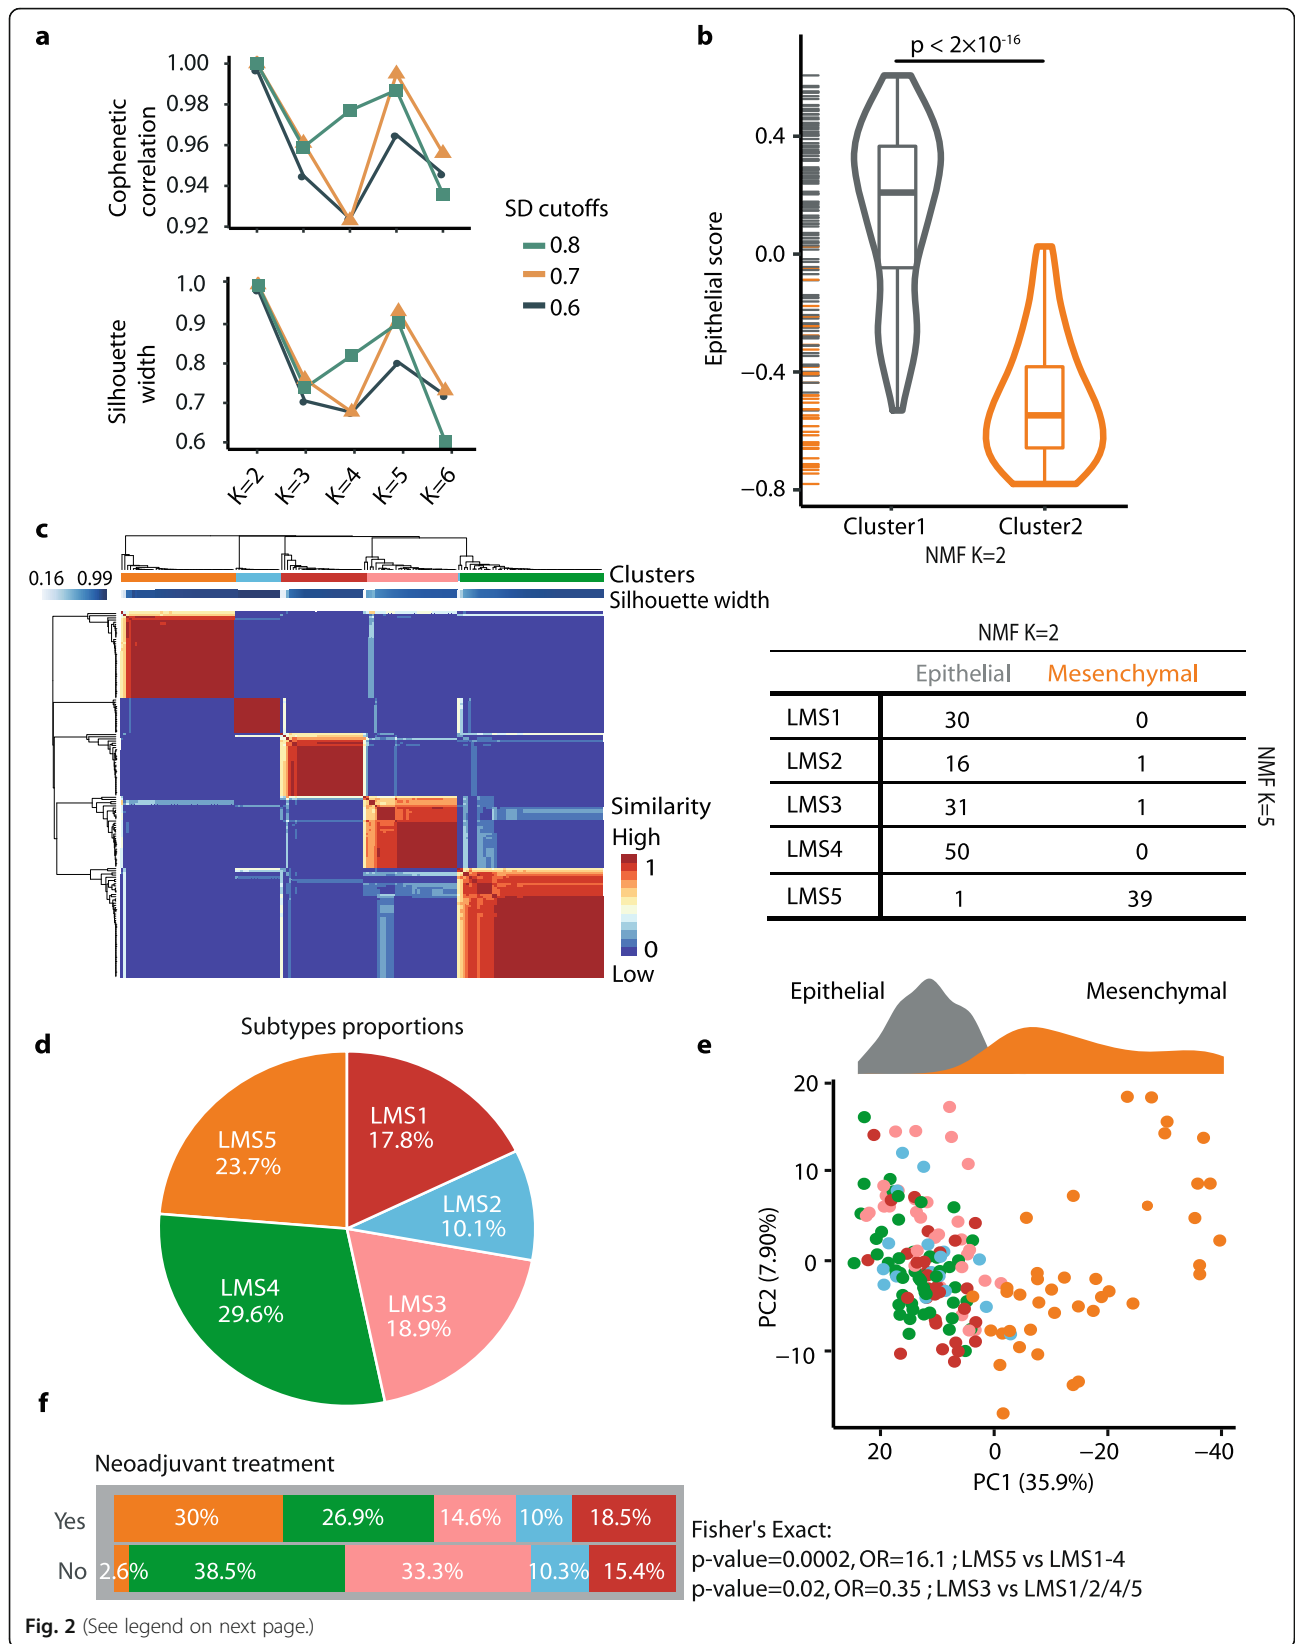 a
Cophenetic
correlation
1.00
0.98
0.96
0.94
0.92
Silhouette
width
1.0
0.9
0.8
0.7
0.6
K=2 K=3 K=4 K=5 K=6
SD cutoffs
0.8
0.7
0.6
b
p < 2×10-16
Epithelial score
0.4
0.0
−0.4
−0.8
Cluster1 Cluster2
NMF K=2
c
0.16 0.99
Clusters
Silhouette width
Similarity
High
1
0
Low
NMF K=2
Epithelial Mesenchymal
LMS1 30 0
LMS2 16 1
LMS3 31 1
LMS4 50 0
LMS5 1 39
NMF K=5
d
Subtypes proportions
LMS1
17.8%
LMS2
10.1%
LMS3
18.9%
LMS4
29.6%
LMS5
23.7%
e
Epithelial Mesenchymal
PC2 (7.90%)
20
10
0
−10
20 0 −20 −40
PC1 (35.9%)
f
Neoadjuvant treatment
Yes 30% 26.9% 14.6% 10% 18.5%
No 2.6% 38.5% 33.3% 10.3% 15.4%
Fisher's Exact:
p-value=0.0002, OR=16.1 ; LMS5 vs LMS1-4
p-value=0.02, OR=0.35 ; LMS3 vs LMS1/2/4/5
Fig. 2 (See legend on next page.)